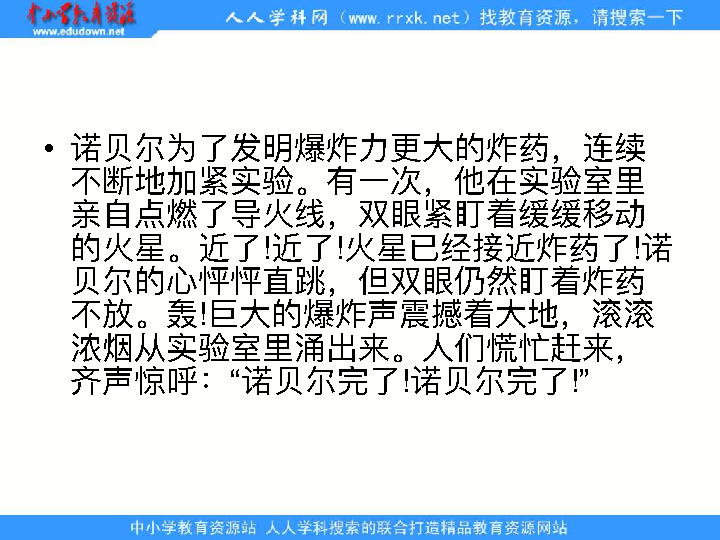 中小学教育资源
www.edudown.net
人人学科网（www.rrxk.net）找教育资源，请搜索一下
• 诺贝尔为了发明爆炸力更大的炸药，连续
不断地加紧实验。有一次，他在实验室里
亲自点燃了导火线，双眼紧盯着缓缓移动
的火星。近了!近了!火星已经接近炸药了!诺
贝尔的心怦怦直跳，但双眼仍然盯着炸药
不放。轰!巨大的爆炸声震撼着大地，滚滚
浓烟从实验室里涌出来。人们慌忙赶来，
齐声惊呼：“诺贝尔完了!诺贝尔完了!”
中小学教育资源站 人人学科搜索的联合打造精品教育资源网站